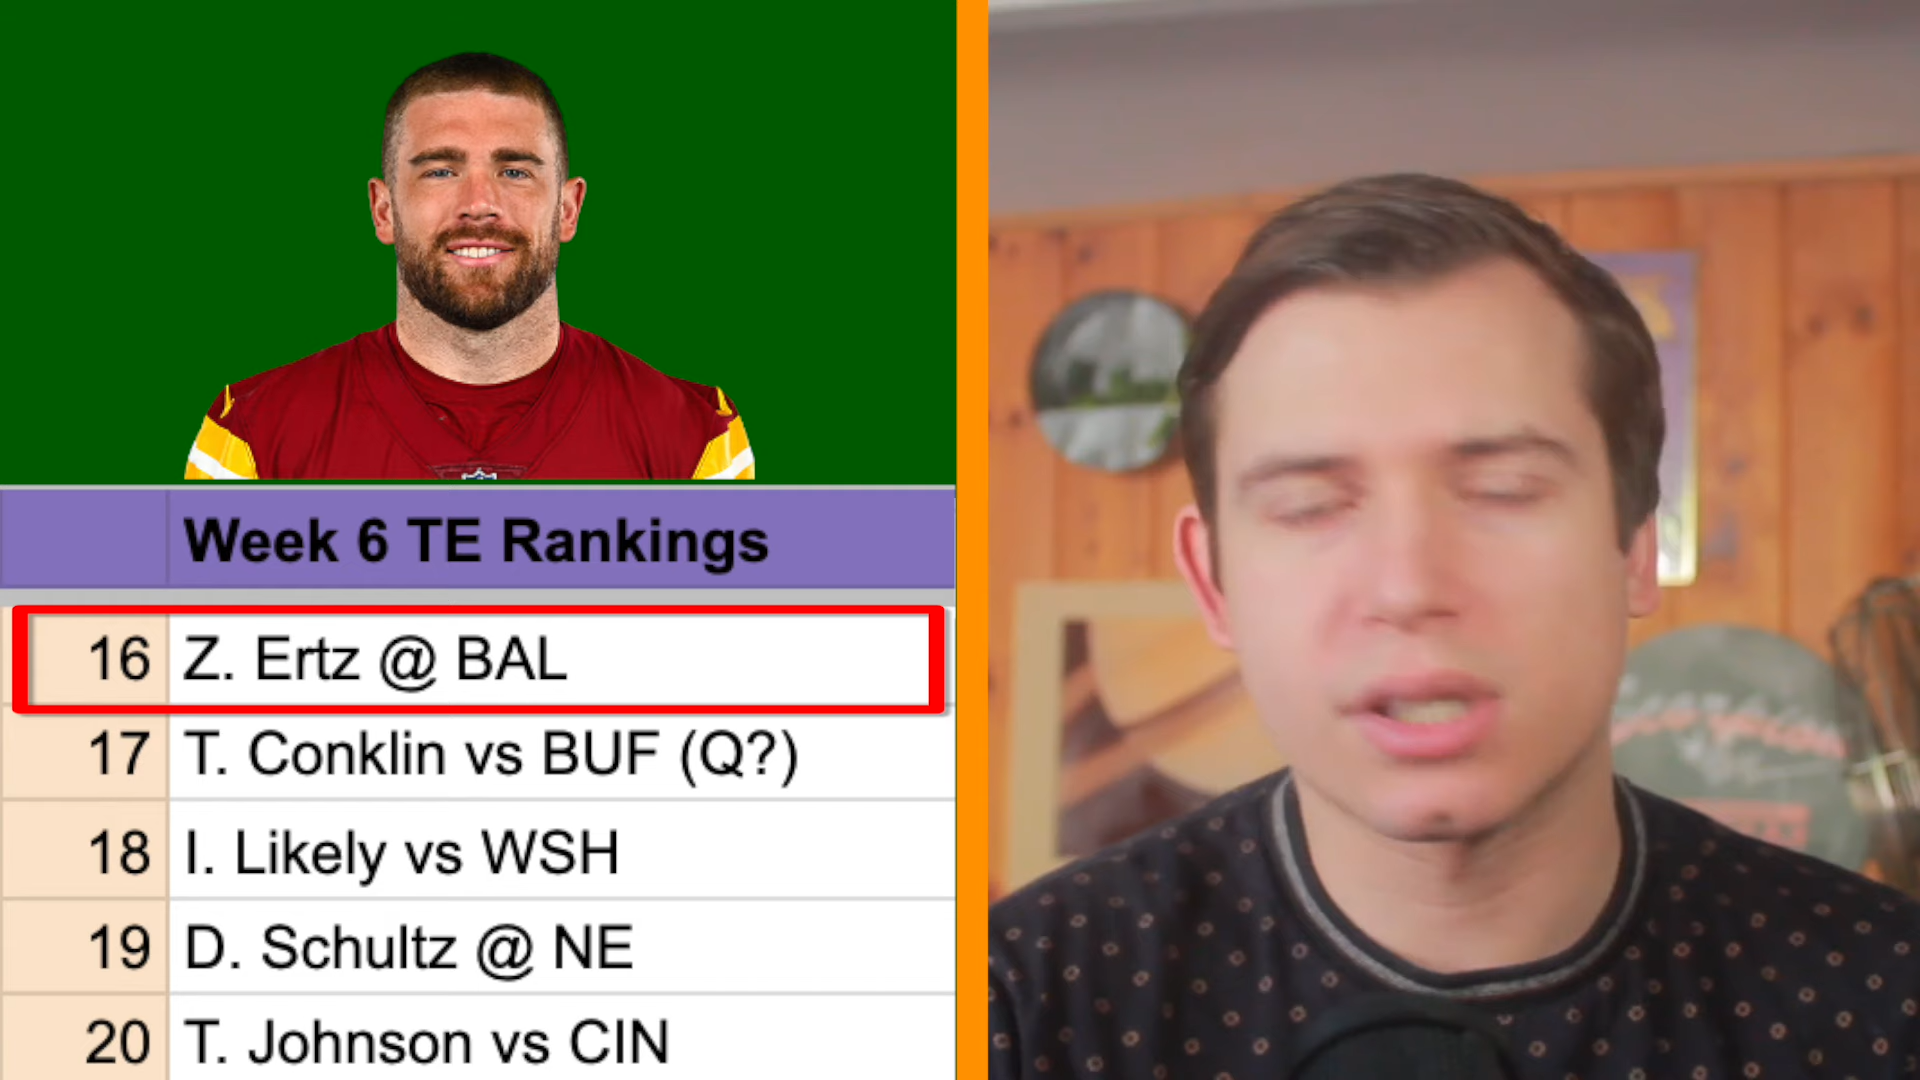 Week 6 TE Rankings
16 Z. Ertz @ BAL
17 T. Conklin vs BUF (Q?)
18 I. Likely vs WSH
19 D. Schultz @ NE
20 T. Johnson vs CIN